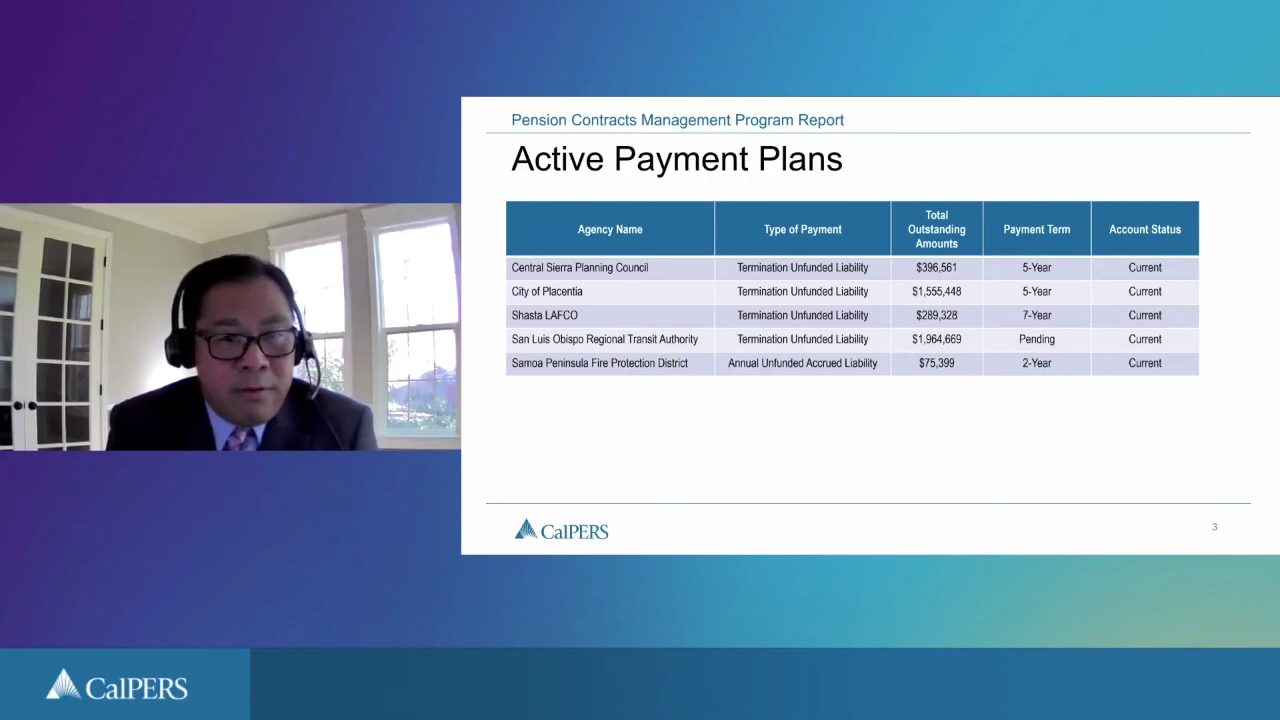 Pension Contracts Management Program Report
Active Payment Plans
Agency Name Type of Payment Total Outstanding Amounts Payment Term Account Status
Central Sierra Planning Council Termination Unfunded Liability $396,561 5-Year Current
City of Placentia Termination Unfunded Liability $1,555,448 5-Year Current
Shasta LAFCO Termination Unfunded Liability $289,328 7-Year Current
San Luis Obispo Regional Transit Authority Termination Unfunded Liability $1,964,669 Pending Current
Samoa Peninsula Fire Protection District Annual Unfunded Accrued Liability $75,399 2-Year Current
CalPERS
3
CalPERS